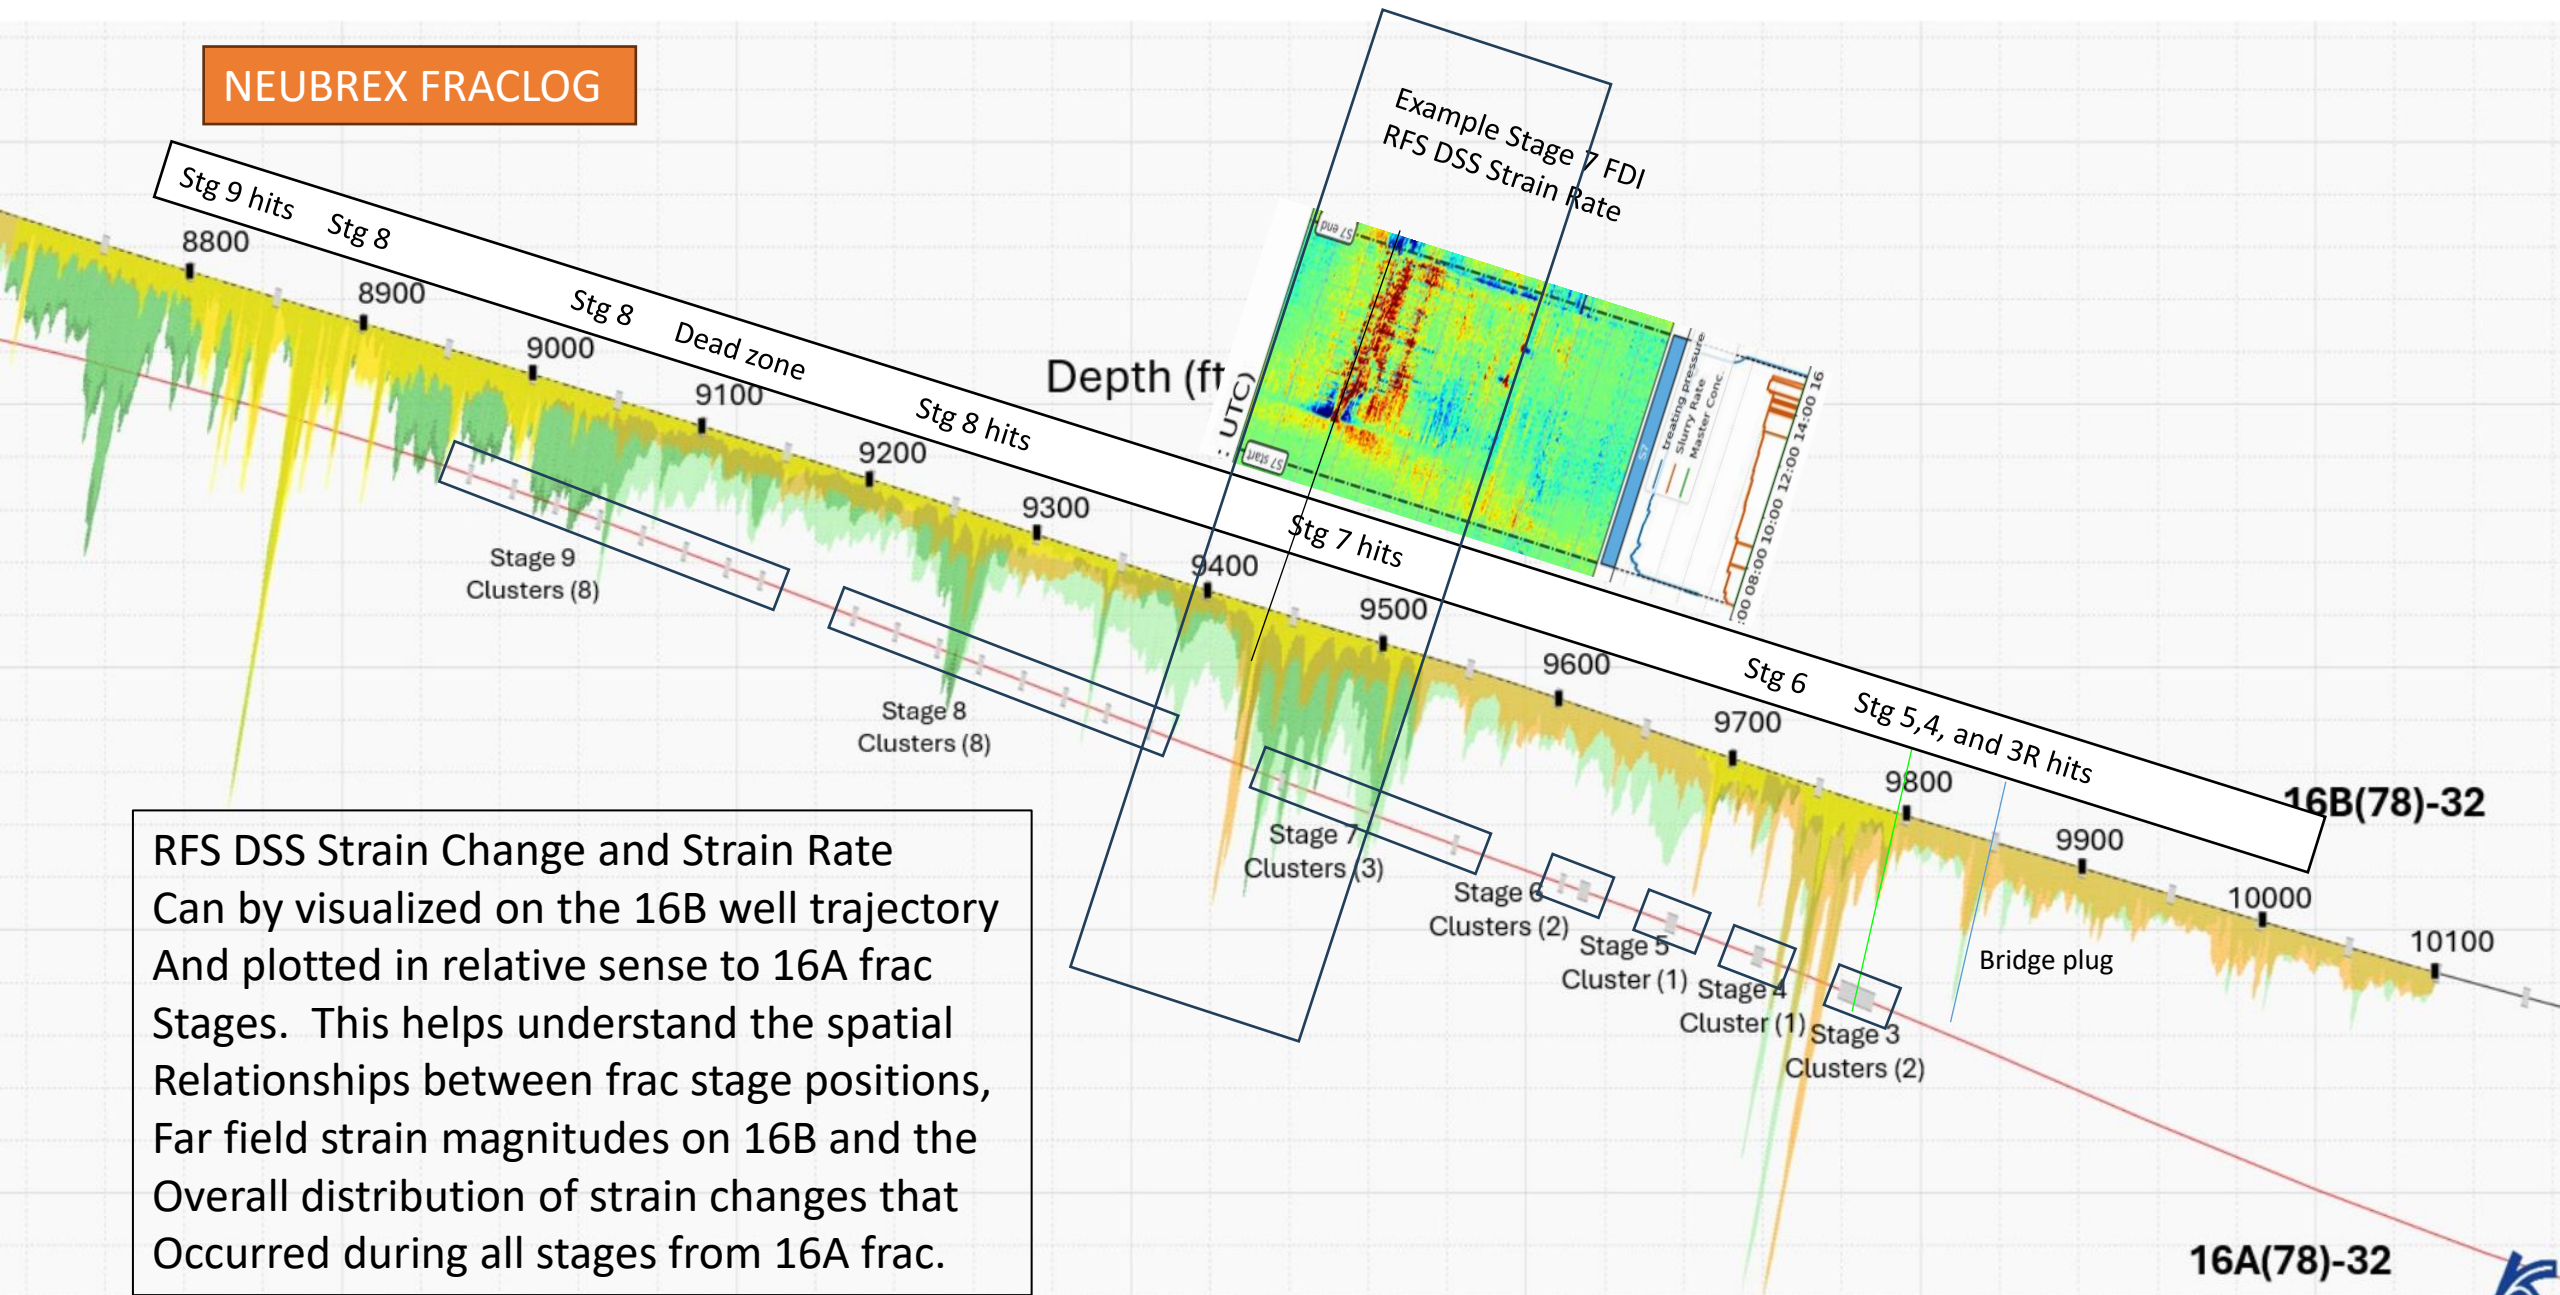 NEUBREX FRACLOG
Example Stage 7 FDI
RFS DSS Strain Rate
Stg 9 hits
Stg 8
Stg 8
Dead zone
Stg 8 hits
Stg 7 hits
Stg 6
Stg 5,4, and 3R hits
8800
8900
9000
9100
9200
9300
9400
9500
9600
9700
9800
9900
10000
10100
Depth (ft
UTC)
S7 end
S7 start
S7
treating pressure
Slurry Rate
Master Conc.
:00 08:00 10:00 12:00 14:00 16
16B(78)-32
Stage 9
Clusters (8)
Stage 8
Clusters (8)
Stage 7
Clusters (3)
Stage 6
Clusters (2)
Stage 5
Cluster (1)
Stage 4
Cluster (1)
Stage 3
Clusters (2)
Bridge plug
RFS DSS Strain Change and Strain Rate
Can by visualized on the 16B well trajectory
And plotted in relative sense to 16A frac
Stages.  This helps understand the spatial
Relationships between frac stage positions,
Far field strain magnitudes on 16B and the
Overall distribution of strain changes that
Occurred during all stages from 16A frac.
16A(78)-32